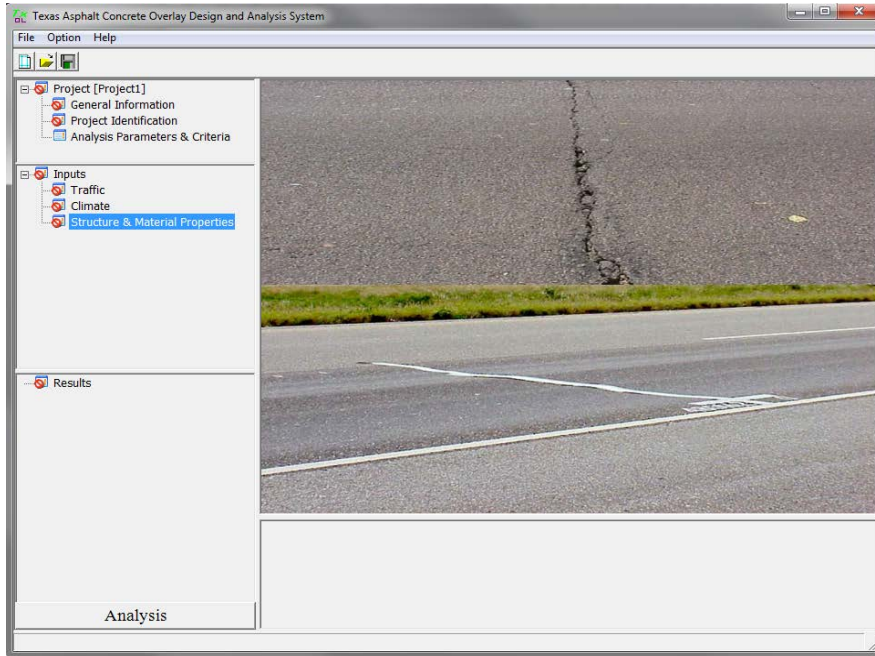 Texas Asphalt Concrete Overlay Design and Analysis System
File Option Help
Project [Project1]
General Information
Project Identification
Analysis Parameters & Criteria
Inputs
Traffic
Climate
Structure & Material Properties
Results
Analysis